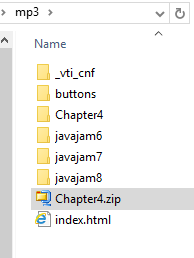 mp3
Name
_vti_cnf
buttons
Chapter4
javajam6
javajam7
javajam8
Chapter4.zip
index.html